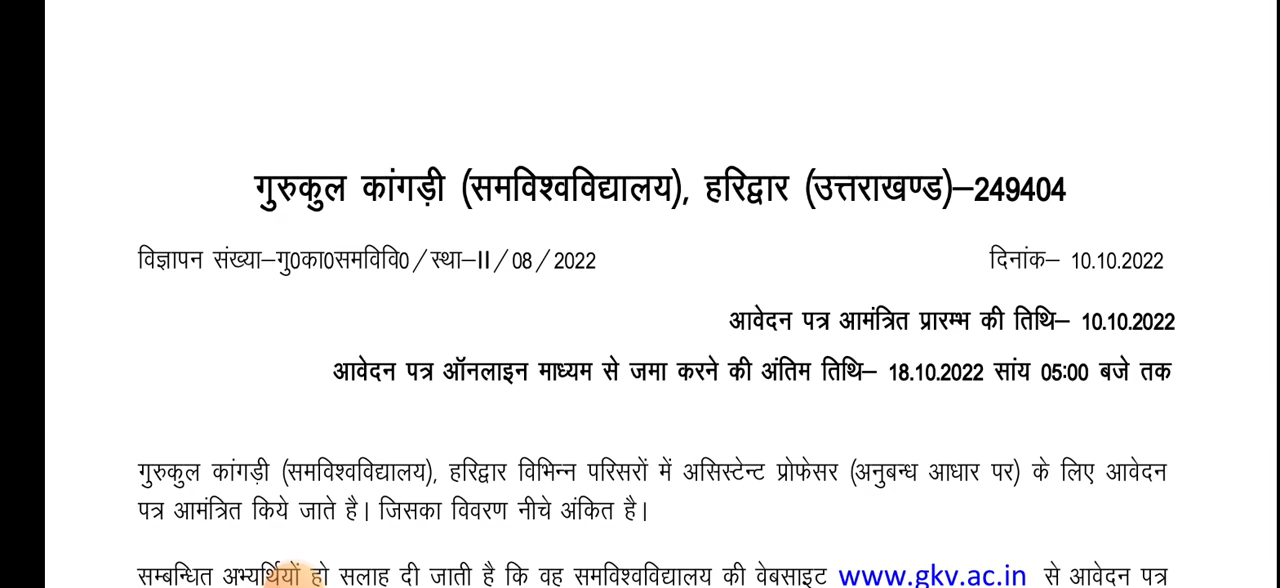 गुरुकुल कांगड़ी (समविश्वविद्यालय), हरिद्वार (उत्तराखण्ड)–249404
विज्ञापन संख्या–गु0का0समविवि0/स्था–II/08/2022 दिनांक– 10.10.2022
आवेदन पत्र आमंत्रित प्रारम्भ की तिथि– 10.10.2022
आवेदन पत्र ऑनलाइन माध्यम से जमा करने की अंतिम तिथि– 18.10.2022 सांय 05:00 बजे तक
गुरुकुल कांगड़ी (समविश्वविद्यालय), हरिद्वार विभिन्न परिसरों में असिस्टेन्ट प्रोफेसर (अनुबन्ध आधार पर) के लिए आवेदन
पत्र आमंत्रित किये जाते है। जिसका विवरण नीचे अंकित है।
सम्बन्धित अभ्यर्थियों हो सलाह दी जाती है कि वह समविश्वविद्यालय की वेबसाइट www.gkv.ac.in से आवेदन पत्र